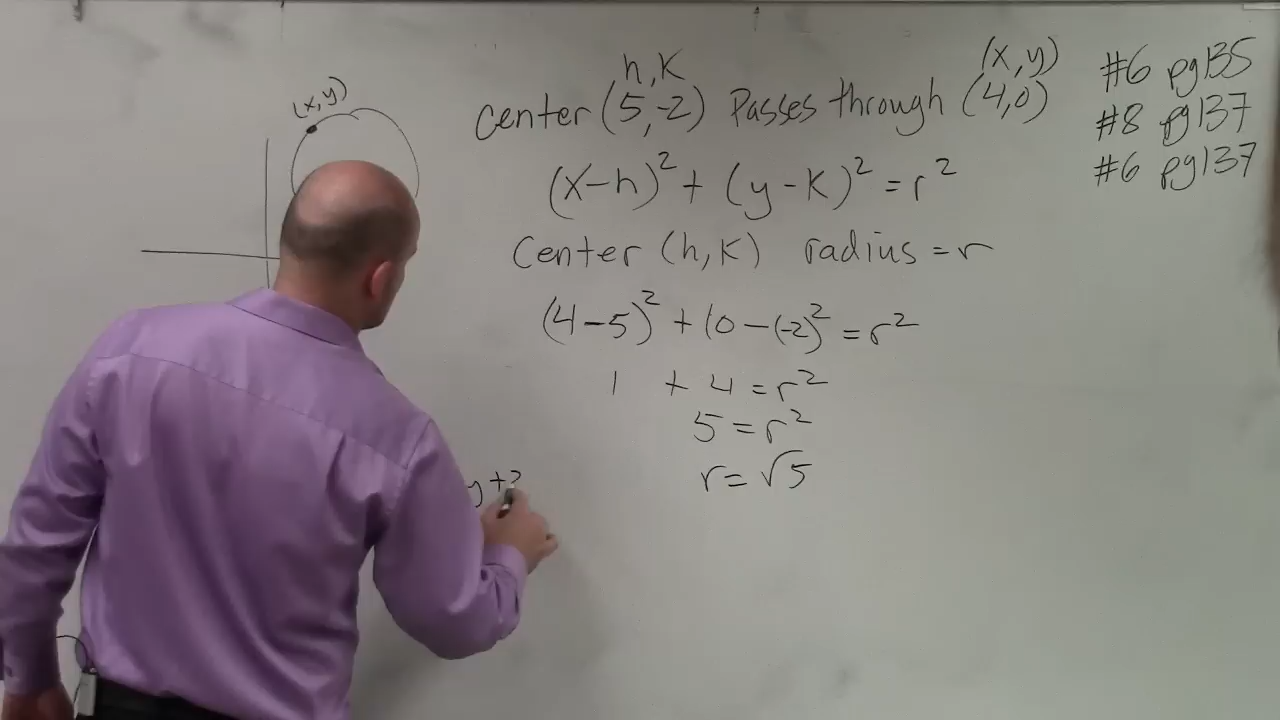 (x,y)
h,K
Center (5,-2) Passes through (4,0)
(x,y)
(x-h)² + (y-K)² = r²
Center (h,K) radius = r
(4-5)² + (0-(-2)² = r²
1 + 4 = r²
5 = r²
r = √5
y +2
#6 pg135
#8 pg137
#6 pg137